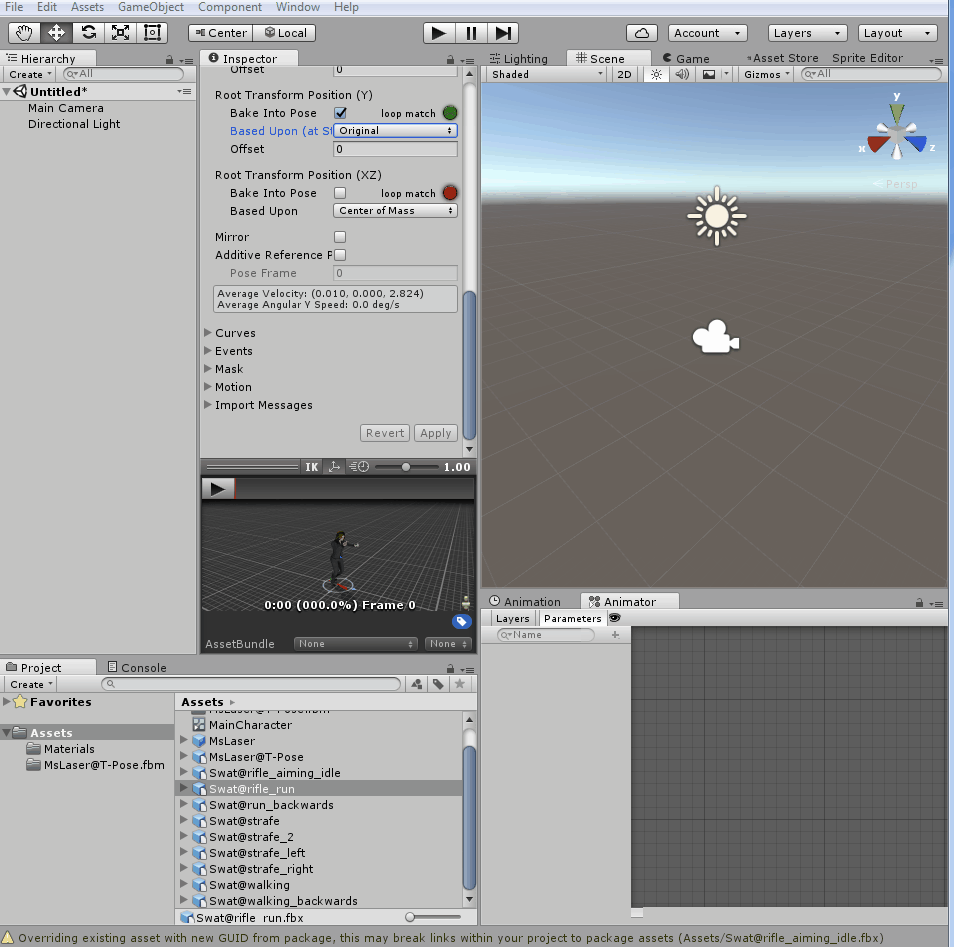 File Edit Assets GameObject Component Window Help
Center Local Account Layers Layout
Hierarchy
Create All
Untitled*
Main Camera
Directional Light
Inspector
Offset 0
Root Transform Position (Y)
Bake Into Pose loop match
Based Upon (at St Original
Offset 0
Root Transform Position (XZ)
Bake Into Pose loop match
Based Upon Center of Mass
Mirror
Additive Reference P
Pose Frame 0
Average Velocity: (0.010, 0.000, 2.824)
Average Angular Y Speed: 0.0 deg/s
Curves
Events
Mask
Motion
Import Messages
Revert Apply
IK 1.00
0:00 (000.0%) Frame 0
AssetBundle None None
Lighting Scene Game Asset Store Sprite Editor
Shaded 2D Gizmos All
y
x z
Persp
Animation Animator
Layers Parameters
Name +
Project Console
Create
Favorites
Assets
Materials
MsLaser@T-Pose.fbm
Assets
MsLaser@T-Pose.fbm
MainCharacter
MsLaser
MsLaser@T-Pose
Swat@rifle_aiming_idle
Swat@rifle_run
Swat@run_backwards
Swat@strafe
Swat@strafe_2
Swat@strafe_left
Swat@strafe_right
Swat@walking
Swat@walking_backwards
Swat@rifle_run.fbx
Overriding existing asset with new GUID from package, this may break links within your project to package assets (Assets/Swat@rifle_aiming_idle.fbx)